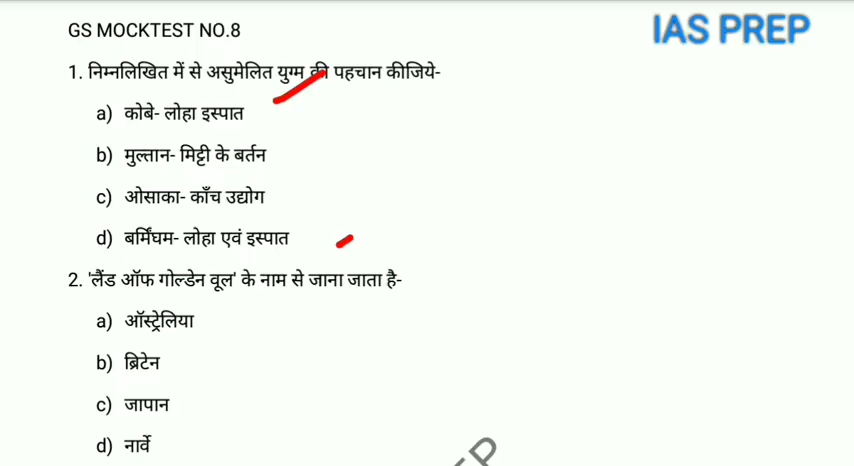 GS MOCKTEST NO.8
IAS PREP
1. निम्नलिखित में से असुमेलित युग्म की पहचान कीजिये-
a) कोबे- लोहा इस्पात
b) मुल्तान- मिट्टी के बर्तन
c) ओसाका- काँच उद्योग
d) बर्मिंघम- लोहा एवं इस्पात
2. 'लैंड ऑफ गोल्डेन वूल' के नाम से जाना जाता है-
a) ऑस्ट्रेलिया
b) ब्रिटेन
c) जापान
d) नार्वे